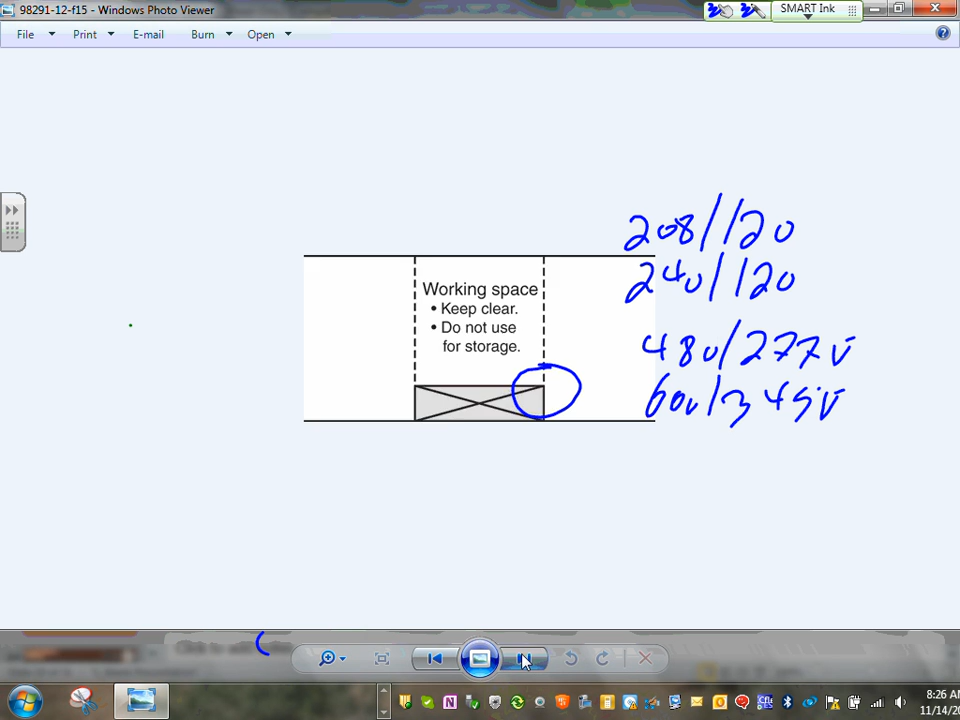 98291-12-f15 - Windows Photo Viewer
SMART Ink
File Print E-mail Burn Open
208/120
240/120
480/277V
600/345V
Working space
• Keep clear.
• Do not use
for storage.
8:26 AM